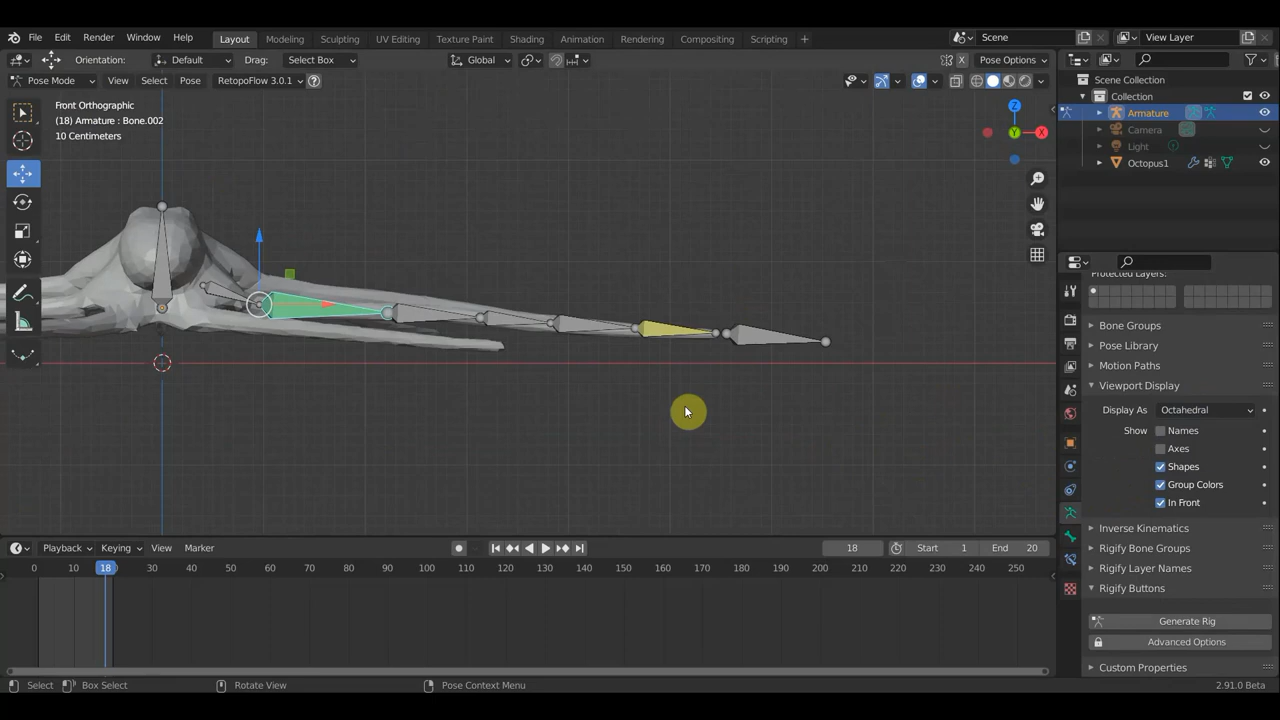 File Edit Render Window Help Layout Modeling Sculpting UV Editing Texture Paint Shading Animation Rendering Compositing Scripting Scene View Layer
Orientation: Default Drag: Select Box Global X Pose Options
Pose Mode View Select Pose RetopoFlow 3.0.1
Front Orthographic
(18) Armature : Bone.002
10 Centimeters
Z
X
Y
Scene Collection
Collection
Armature
Camera
Light
Octopus1
Protected Layers:
Bone Groups
Pose Library
Motion Paths
Viewport Display
Display As Octahedral
Show Names
Axes
Shapes
Group Colors
In Front
Inverse Kinematics
Rigify Bone Groups
Rigify Layer Names
Rigify Buttons
Generate Rig
Advanced Options
Custom Properties
Playback Keying View Marker 18 Start 1 End 20
0 10 18 30 40 50 60 70 80 90 100 110 120 130 140 150 160 170 180 190 200 210 220 230 240 250
Select Box Select Rotate View Pose Context Menu 2.91.0 Beta